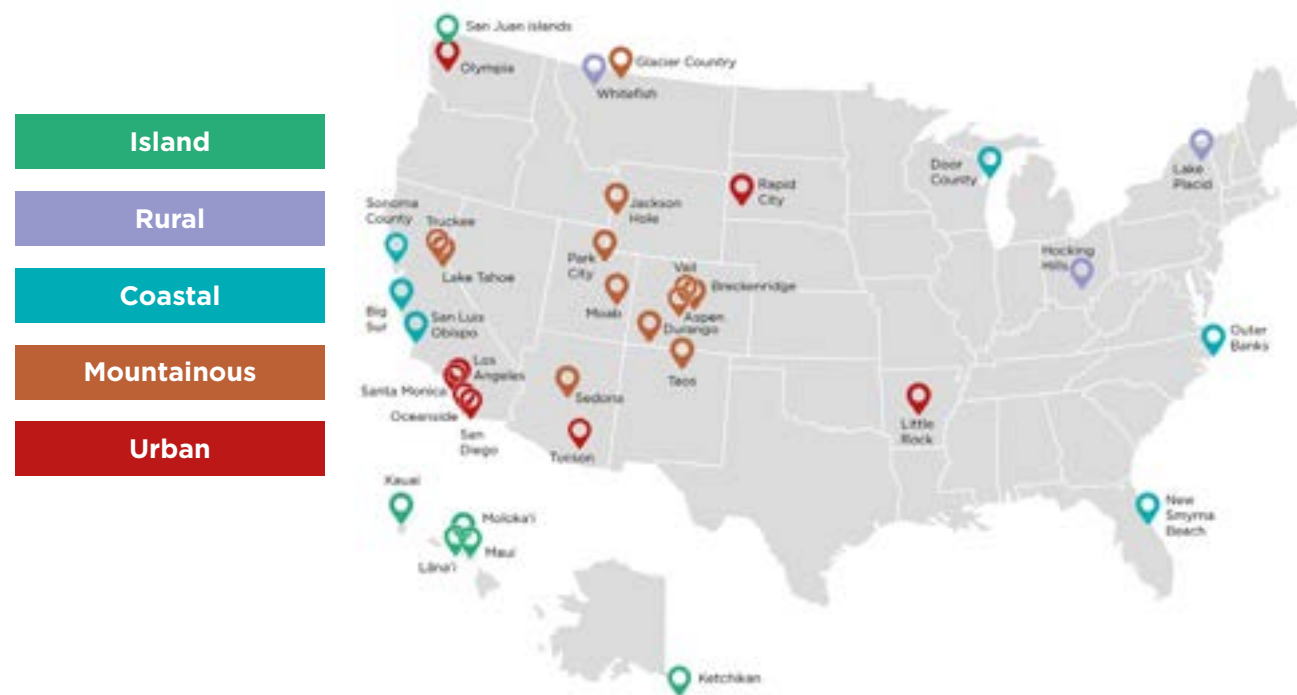 Island
Rural
Coastal
Mountainous
Urban
San Juan islands
Olympia
Glacier Country
Whitefish
Door
County
Lake
Placid
Rapid
City
Jackson
Hole
Sonoma
County
Truckee
Lake Tahoe
Park
City
Hocking
Hills
Vail
Breckenridge
Moab
Aspen
Durango
Big
Sur
San Luis
Obispo
Outer
Banks
Los
Angeles
Santa Monica
Taos
Sedona
Oceanside
Little
Rock
San
Diego
Tucson
Kauai
New
Smyrna
Beach
Moloka'i
Maui
Lāna'i
Ketchikan